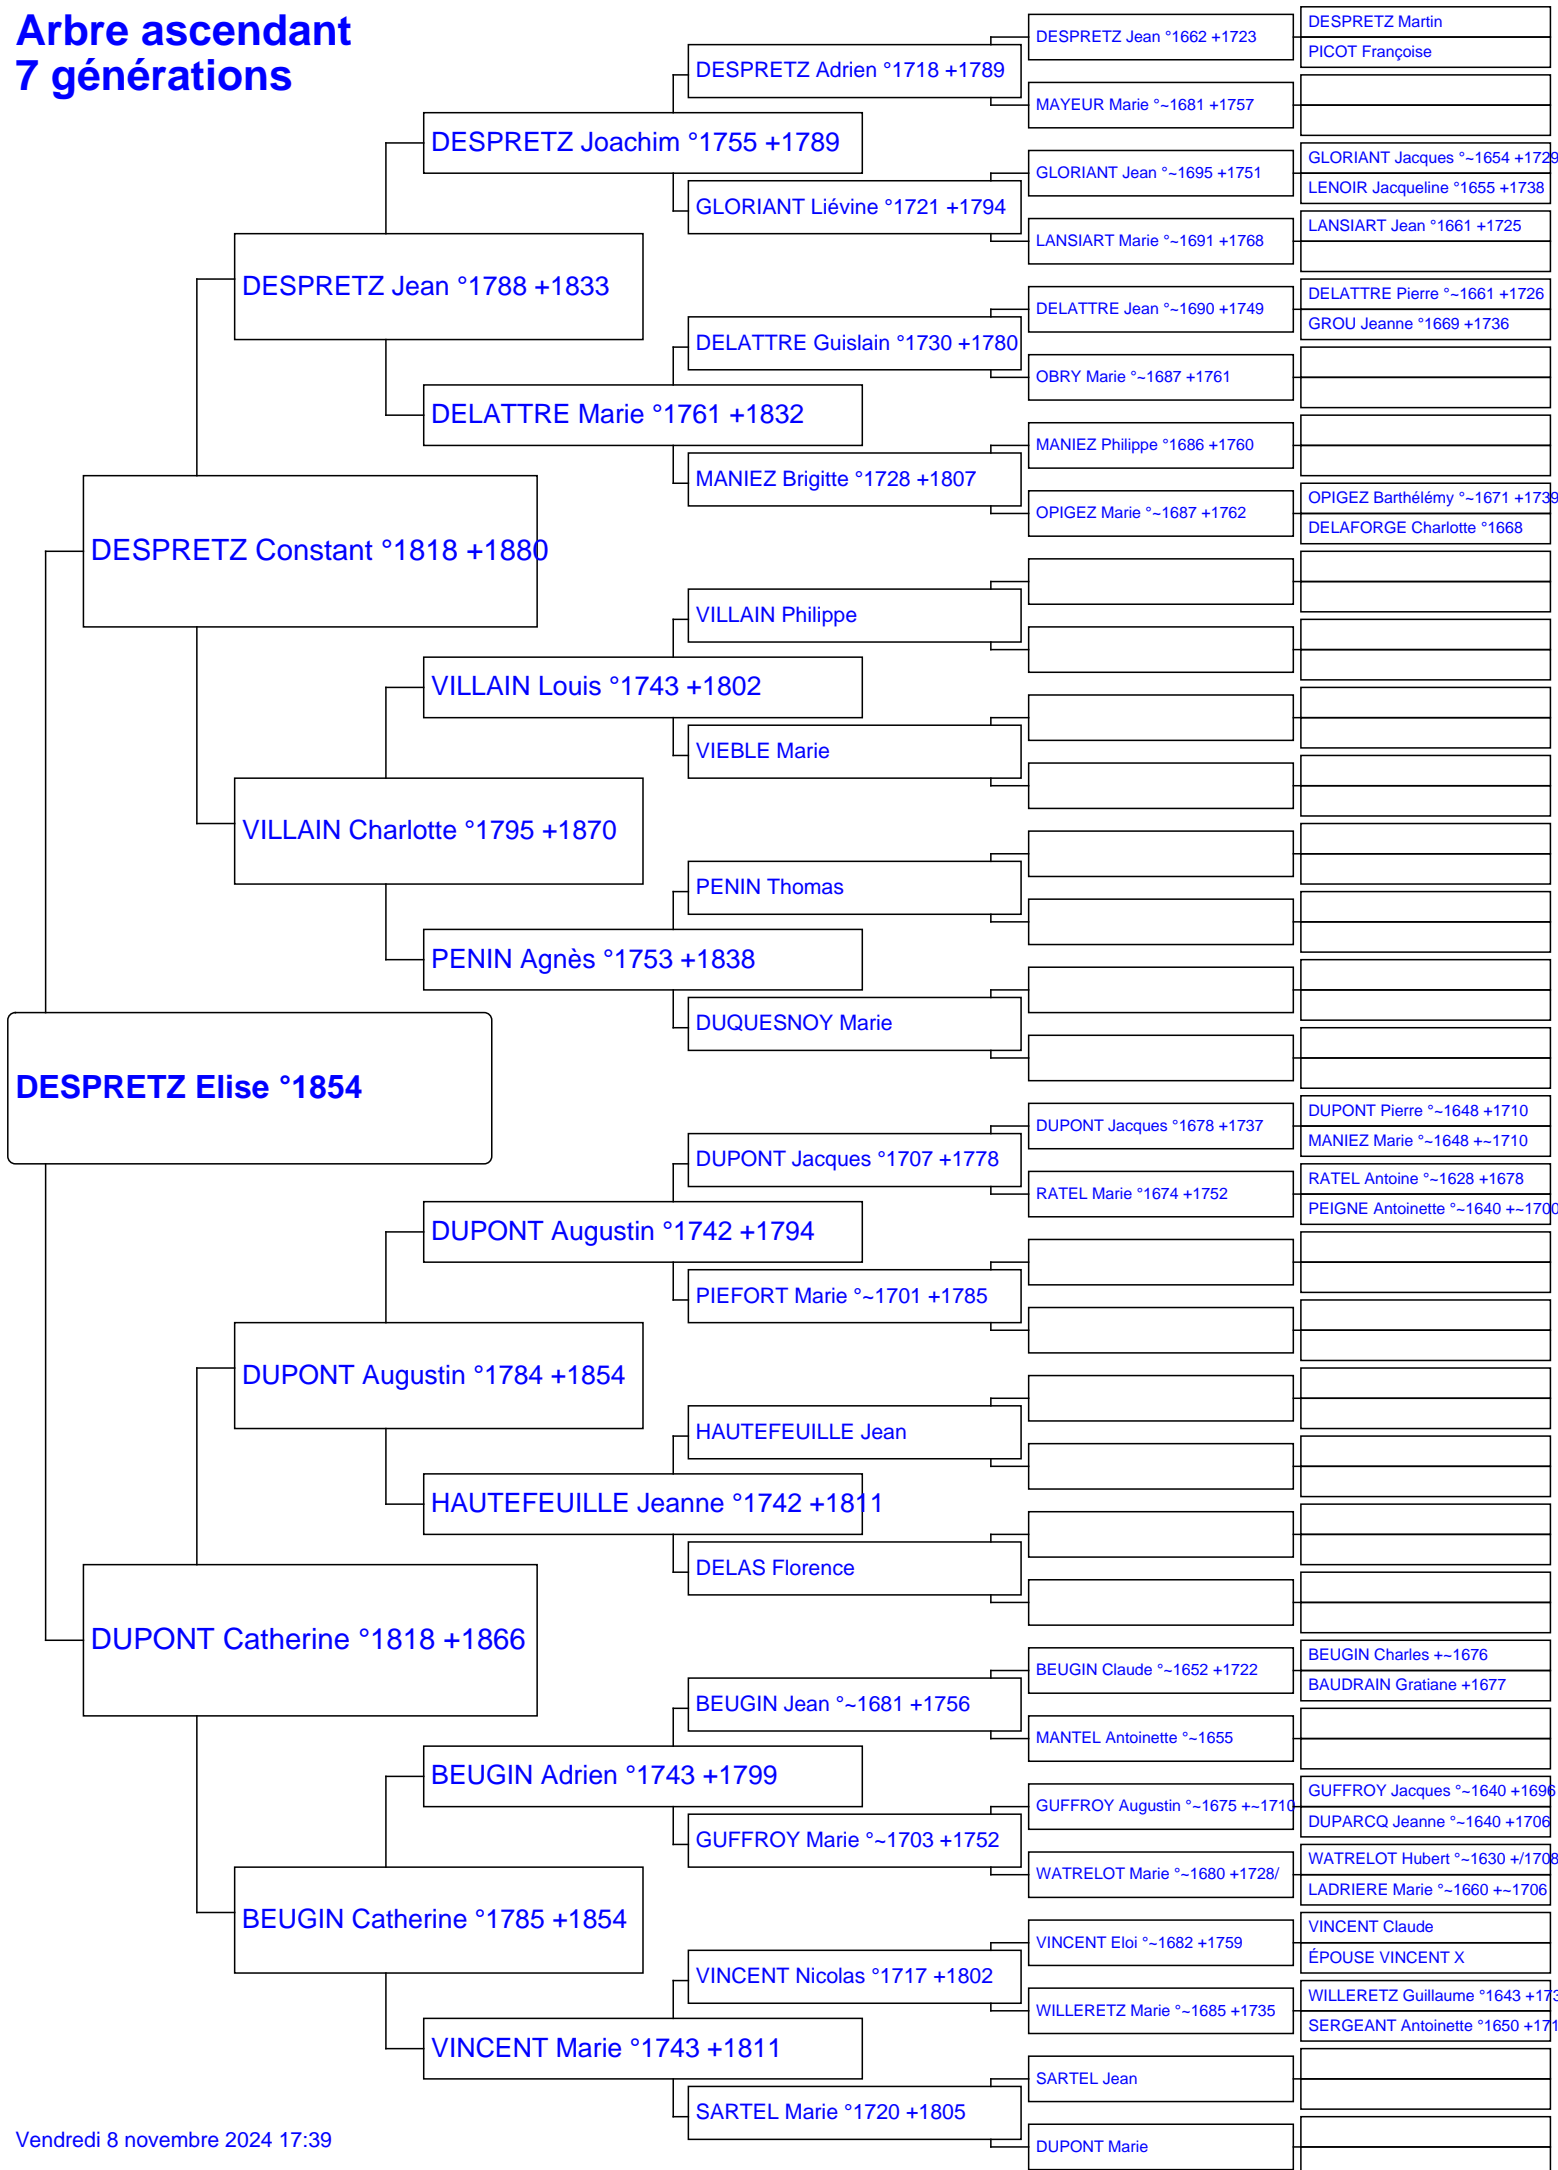 Arbre ascendant
7 générations
DESPRETZ Elise °1854
DESPRETZ Constant °1818 +1880
DUPONT Catherine °1818 +1866
DESPRETZ Jean °1788 +1833
VILLAIN Charlotte °1795 +1870
DUPONT Augustin °1784 +1854
BEUGIN Catherine °1785 +1854
DESPRETZ Joachim °1755 +1789
DELATTRE Marie °1761 +1832
VILLAIN Louis °1743 +1802
PENIN Agnès °1753 +1838
DUPONT Augustin °1742 +1794
HAUTEFEUILLE Jeanne °1742 +1811
BEUGIN Adrien °1743 +1799
VINCENT Marie °1743 +1811
DESPRETZ Adrien °1718 +1789
GLORIANT Liévine °1721 +1794
DELATTRE Guislain °1730 +1780
MANIEZ Brigitte °1728 +1807
VILLAIN Philippe
VIEBLE Marie
PENIN Thomas
DUQUESNOY Marie
DUPONT Jacques °1707 +1778
PIEFORT Marie °~1701 +1785
HAUTEFEUILLE Jean
DELAS Florence
BEUGIN Jean °~1681 +1756
GUFFROY Marie °~1703 +1752
VINCENT Nicolas °1717 +1802
SARTEL Marie °1720 +1805
DESPRETZ Jean °1662 +1723
MAYEUR Marie °~1681 +1757
GLORIANT Jean °~1695 +1751
LANSIART Marie °~1691 +1768
DELATTRE Jean °~1690 +1749
OBRY Marie °~1687 +1761
MANIEZ Philippe °1686 +1760
OPIGEZ Marie °~1687 +1762
DUPONT Jacques °1678 +1737
RATEL Marie °1674 +1752
BEUGIN Claude °~1652 +1722
MANTEL Antoinette °~1655
GUFFROY Augustin °~1675 +~1710
WATRELOT Marie °~1680 +1728/
VINCENT Eloi °~1682 +1759
WILLERETZ Marie °~1685 +1735
SARTEL Jean
DUPONT Marie
DESPRETZ Martin
PICOT Françoise
GLORIANT Jacques °~1654 +1729
LENOIR Jacqueline °1655 +1738
LANSIART Jean °1661 +1725
DELATTRE Pierre °~1661 +1726
GROU Jeanne °1669 +1736
OPIGEZ Barthélémy °~1671 +1739
DELAFORGE Charlotte °1668
DUPONT Pierre °~1648 +1710
MANIEZ Marie °~1648 +~1710
RATEL Antoine °~1628 +1678
PEIGNE Antoinette °~1640 +~1700
BEUGIN Charles +~1676
BAUDRAIN Gratiane +1677
GUFFROY Jacques °~1640 +1696
DUPARCQ Jeanne °~1640 +1706
WATRELOT Hubert °~1630 +/1708
LADRIERE Marie °~1660 +~1706
VINCENT Claude
ÉPOUSE VINCENT X
WILLERETZ Guillaume °1643 +173
SERGEANT Antoinette °1650 +171
Vendredi 8 novembre 2024 17:39